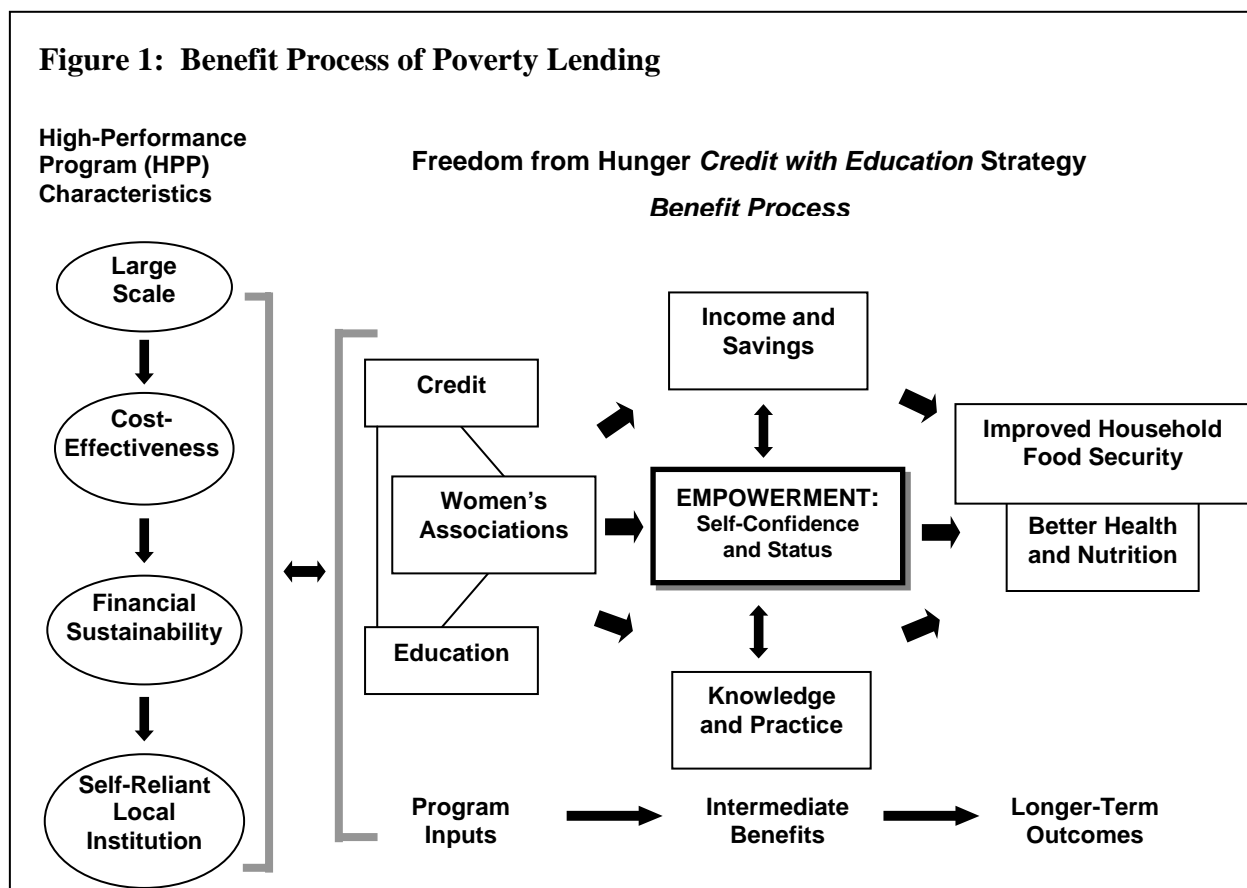 Figure 1: Benefit Process of Poverty Lending
High-Performance
Program (HPP)
Characteristics
Freedom from Hunger Credit with Education Strategy
Benefit Process
Large
Scale
Cost-
Effectiveness
Financial
Sustainability
Self-Reliant
Local
Institution
Credit
Women’s
Associations
Education
Income and
Savings
EMPOWERMENT:
Self-Confidence
and Status
Knowledge
and Practice
Improved Household
Food Security
Better Health
and Nutrition
Program
Inputs
Intermediate
Benefits
Longer-Term
Outcomes